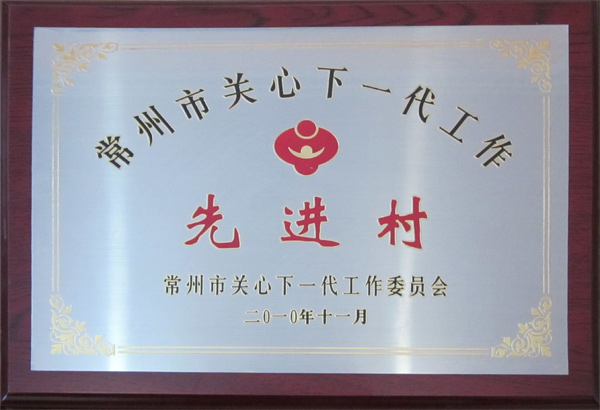 常州市关心下一代工作
先进村
常州市关心下一代工作委员会
二〇一〇年十一月